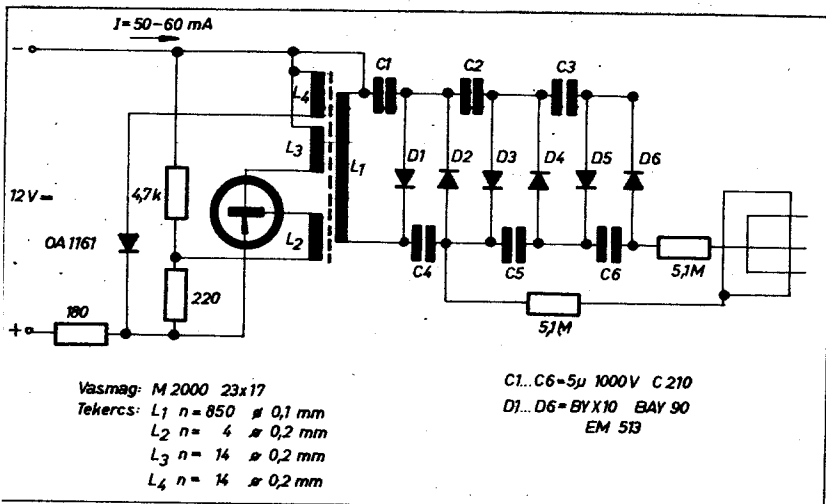 I=50-60 mA
-
C1
C2
C3
L4
L3
L1
D1
D2
D3
D4
D5
D6
4,7k
12V=
OA 1161
L2
220
C4
C5
C6
5,1M
180
+
5,1M
Vasmag: M 2000 23x17
Tekercs: L1 n=850 ø 0,1 mm
L2 n= 4 ø 0,2 mm
L3 n= 14 ø 0,2 mm
L4 n= 14 ø 0,2 mm
C1...C6=5µ 1000V C 210
D1...D6= BYX10 BAY 90
EM 513